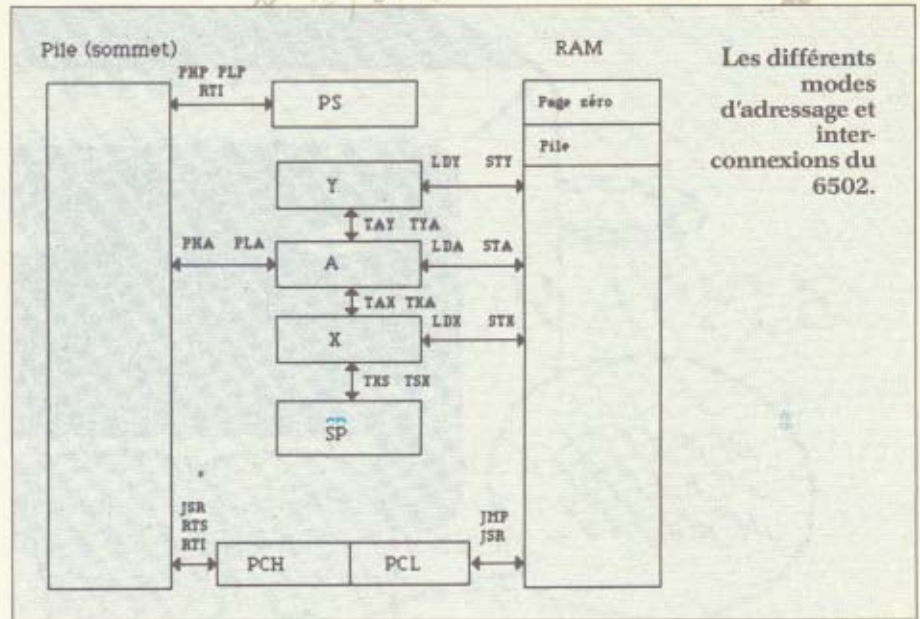 Pile (sommet)
RAM
Les différents
modes
d'adressage et
inter-
connexions du
6502.
PHP PLP
RTI
PS
Page zéro
Pile
Y
LDY STY
TAY TYA
PHA PLA
A
LDA STA
TAX TXA
X
LDX STX
TXS TSX
SP
JSR
RTS
RTI
PCH
PCL
JMP
JSR